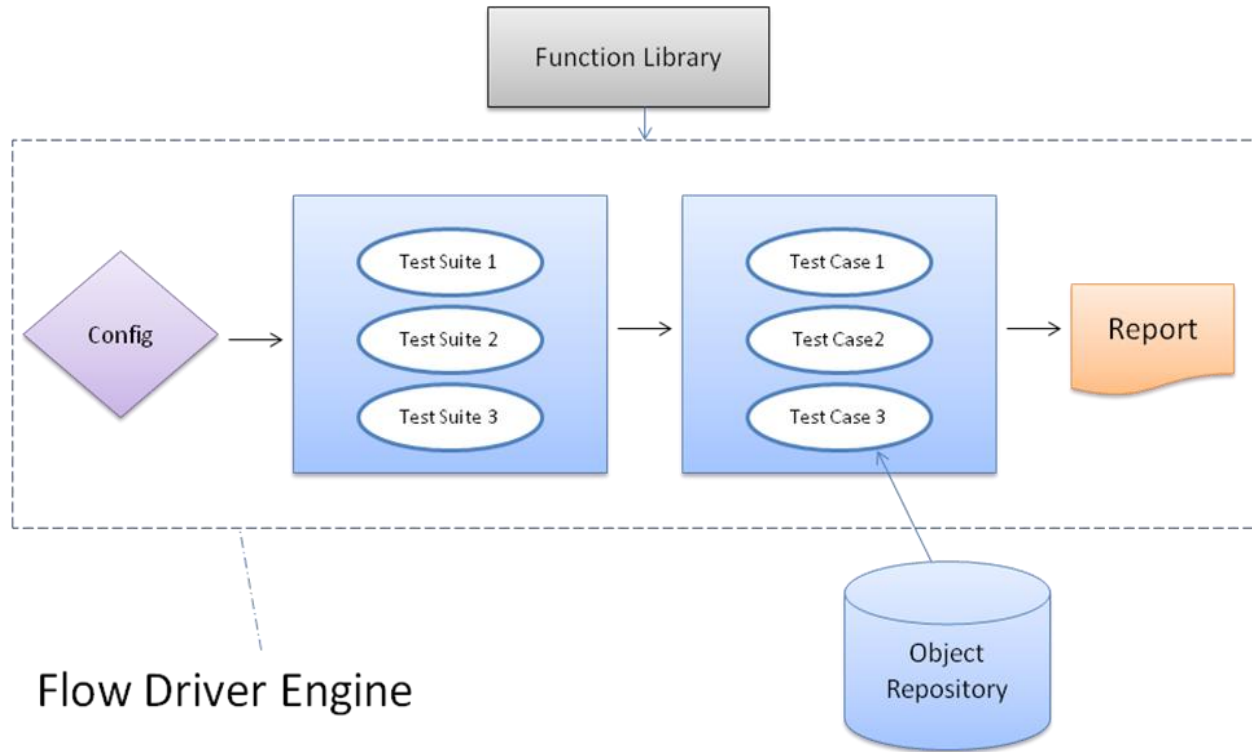 Function Library
Config
Test Suite 1
Test Suite 2
Test Suite 3
Test Case 1
Test Case2
Test Case 3
Report
Flow Driver Engine
Object
Repository